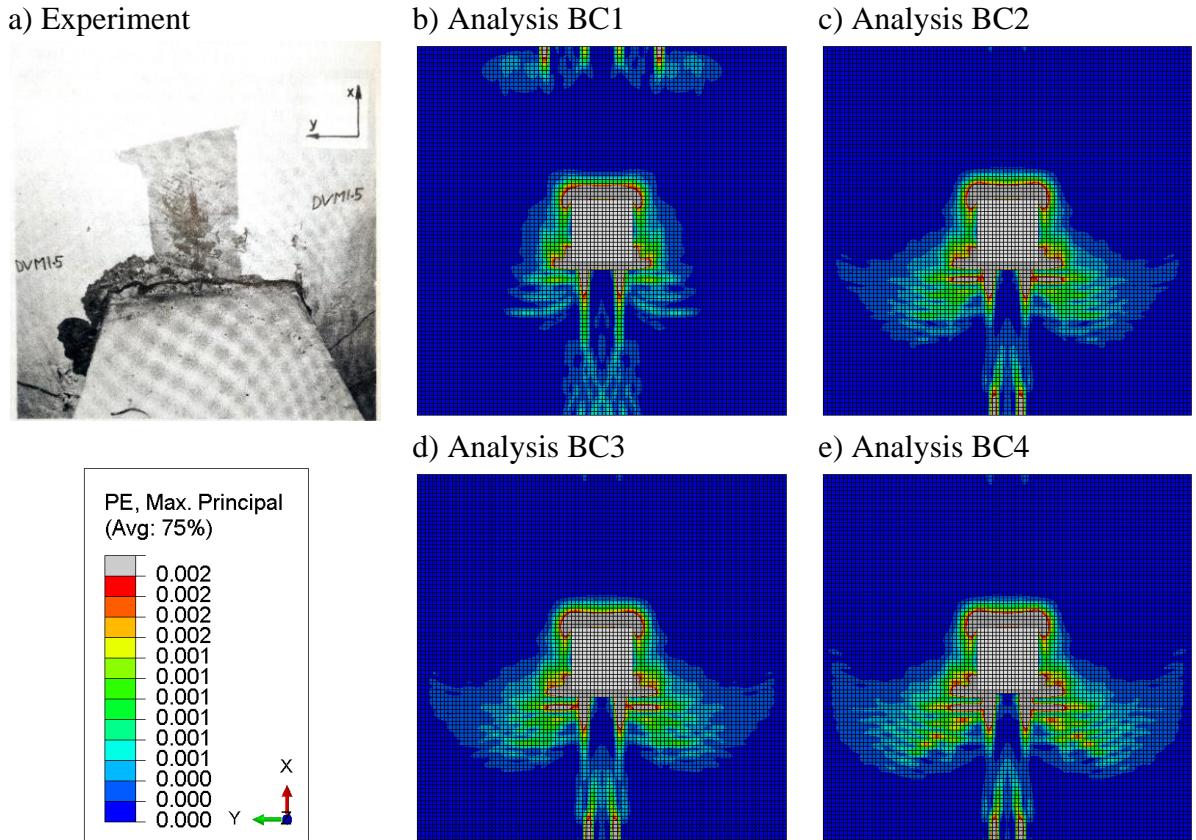 a) Experiment
b) Analysis BC1
c) Analysis BC2
x
y
DVM1·5
DVM1·5
d) Analysis BC3
e) Analysis BC4
PE, Max. Principal
(Avg: 75%)
0.002
0.002
0.002
0.002
0.001
0.001
0.001
0.001
0.001
0.000
0.000
0.000
X
Y
Z